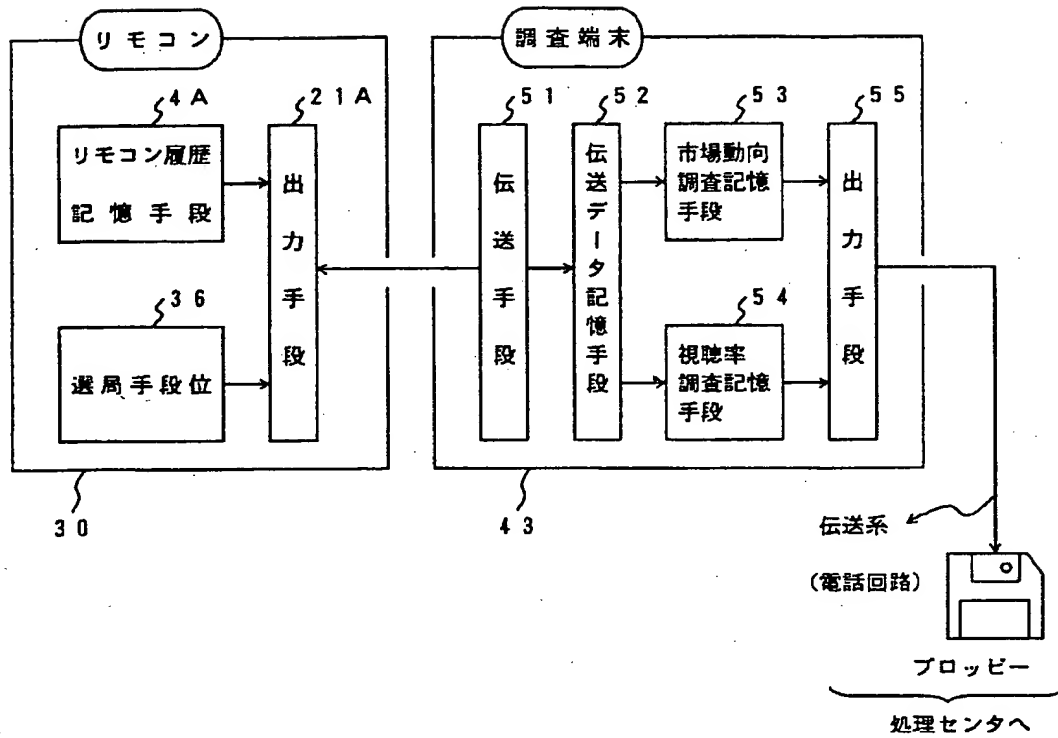 リモコン
4A
リモコン履歴
記憶手段
21A
出力手段
36
選局手段位
30
調査端末
51
伝送手段
52
伝送データ記憶手段
53
市場動向
調査記憶
手段
54
視聴率
調査記憶
手段
55
出力手段
43
伝送系
(電話回路)
ブロッピー
処理センタへ